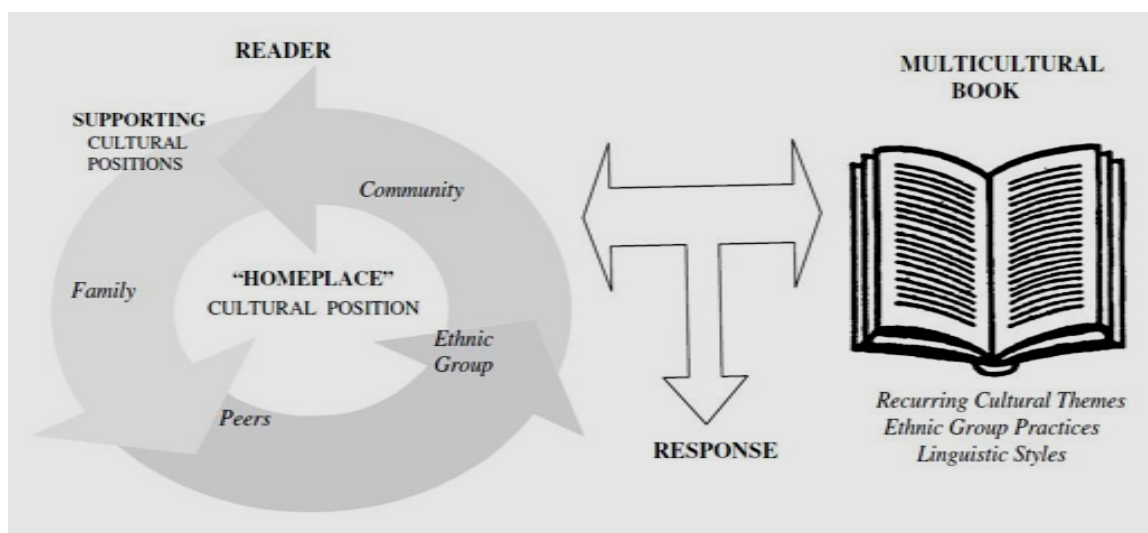 READER
SUPPORTING
CULTURAL
POSITIONS
Community
Family
“HOMEPLACE”
CULTURAL POSITION
Ethnic
Group
Peers
RESPONSE
MULTICULTURAL
BOOK
Recurring Cultural Themes
Ethnic Group Practices
Linguistic Styles